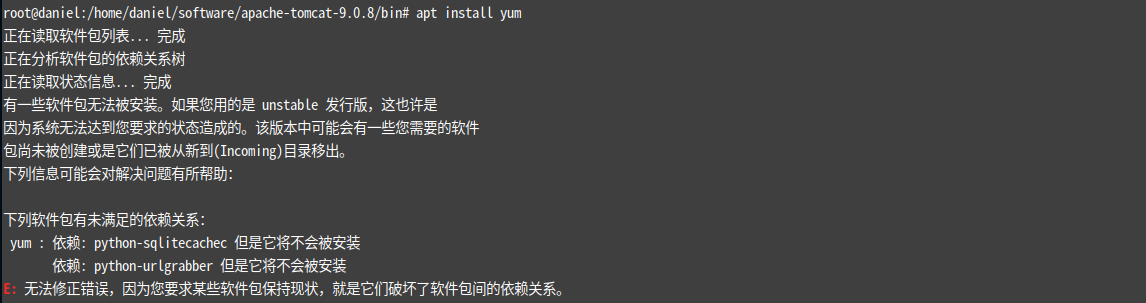 root@daniel:/home/daniel/software/apache-tomcat-9.0.8/bin# apt install yum
正在读取软件包列表... 完成
正在分析软件包的依赖关系树
正在读取状态信息... 完成
有一些软件包无法被安装。如果您用的是 unstable 发行版，这也许是
因为系统无法达到您要求的状态造成的。该版本中可能会有一些您需要的软件
包尚未被创建或是它们已被从新到(Incoming)目录移出。
下列信息可能会对解决问题有所帮助：
下列软件包有未满足的依赖关系：
yum : 依赖: python-sqlitecachec 但是它将不会被安装
依赖: python-urlgrabber 但是它将不会被安装
E: 无法修正错误，因为您要求某些软件包保持现状，就是它们破坏了软件包间的依赖关系。